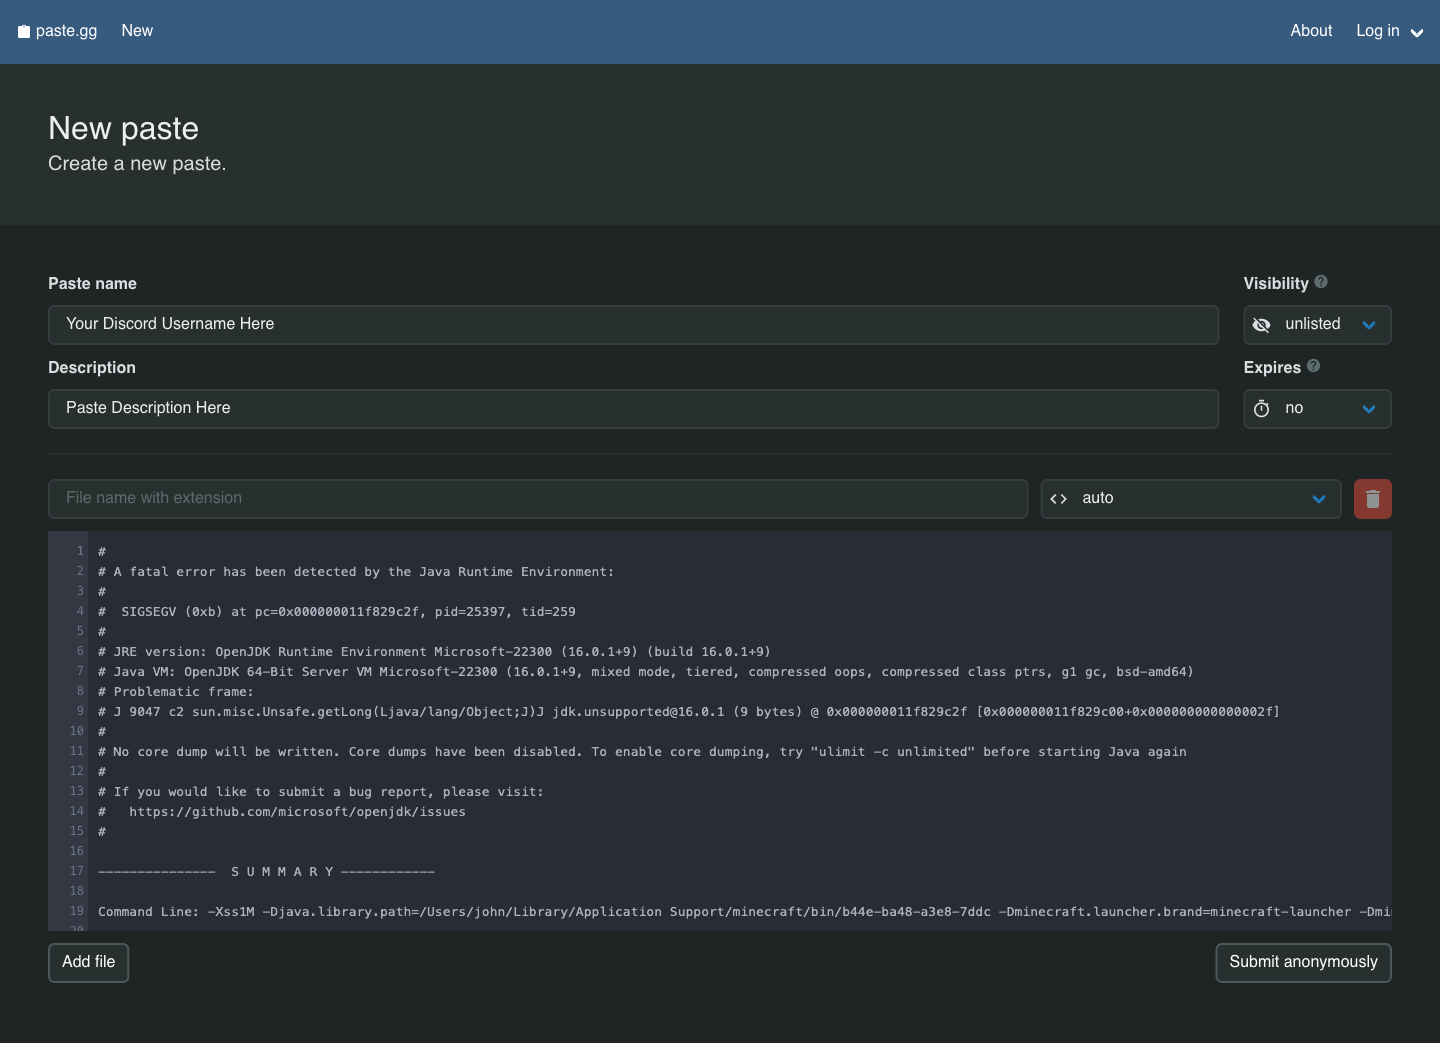 paste.gg New About Log in
New paste
Create a new paste.
Paste name
Your Discord Username Here
Visibility ?
unlisted
Description
Paste Description Here
Expires ?
no
File name with extension
<> auto
1 #
2 # A fatal error has been detected by the Java Runtime Environment:
3 #
4 #  SIGSEGV (0xb) at pc=0x000000011f829c2f, pid=25397, tid=259
5 #
6 # JRE version: OpenJDK Runtime Environment Microsoft-22300 (16.0.1+9) (build 16.0.1+9)
7 # Java VM: OpenJDK 64-Bit Server VM Microsoft-22300 (16.0.1+9, mixed mode, tiered, compressed oops, compressed class ptrs, g1 gc, bsd-amd64)
8 # Problematic frame:
9 # J 9047 c2 sun.misc.Unsafe.getLong(Ljava/lang/Object;J)J jdk.unsupported@16.0.1 (9 bytes) @ 0x000000011f829c2f [0x000000011f829c00+0x000000000000002f]
10 #
11 # No core dump will be written. Core dumps have been disabled. To enable core dumping, try "ulimit -c unlimited" before starting Java again
12 #
13 # If you would like to submit a bug report, please visit:
14 #   https://github.com/microsoft/openjdk/issues
15 #
16
17 ---------------  S U M M A R Y ------------
18
19 Command Line: -Xss1M -Djava.library.path=/Users/john/Library/Application Support/minecraft/bin/b44e-ba48-a3e8-7ddc -Dminecraft.launcher.brand=minecraft-launcher -Dmi
20
Add file
Submit anonymously